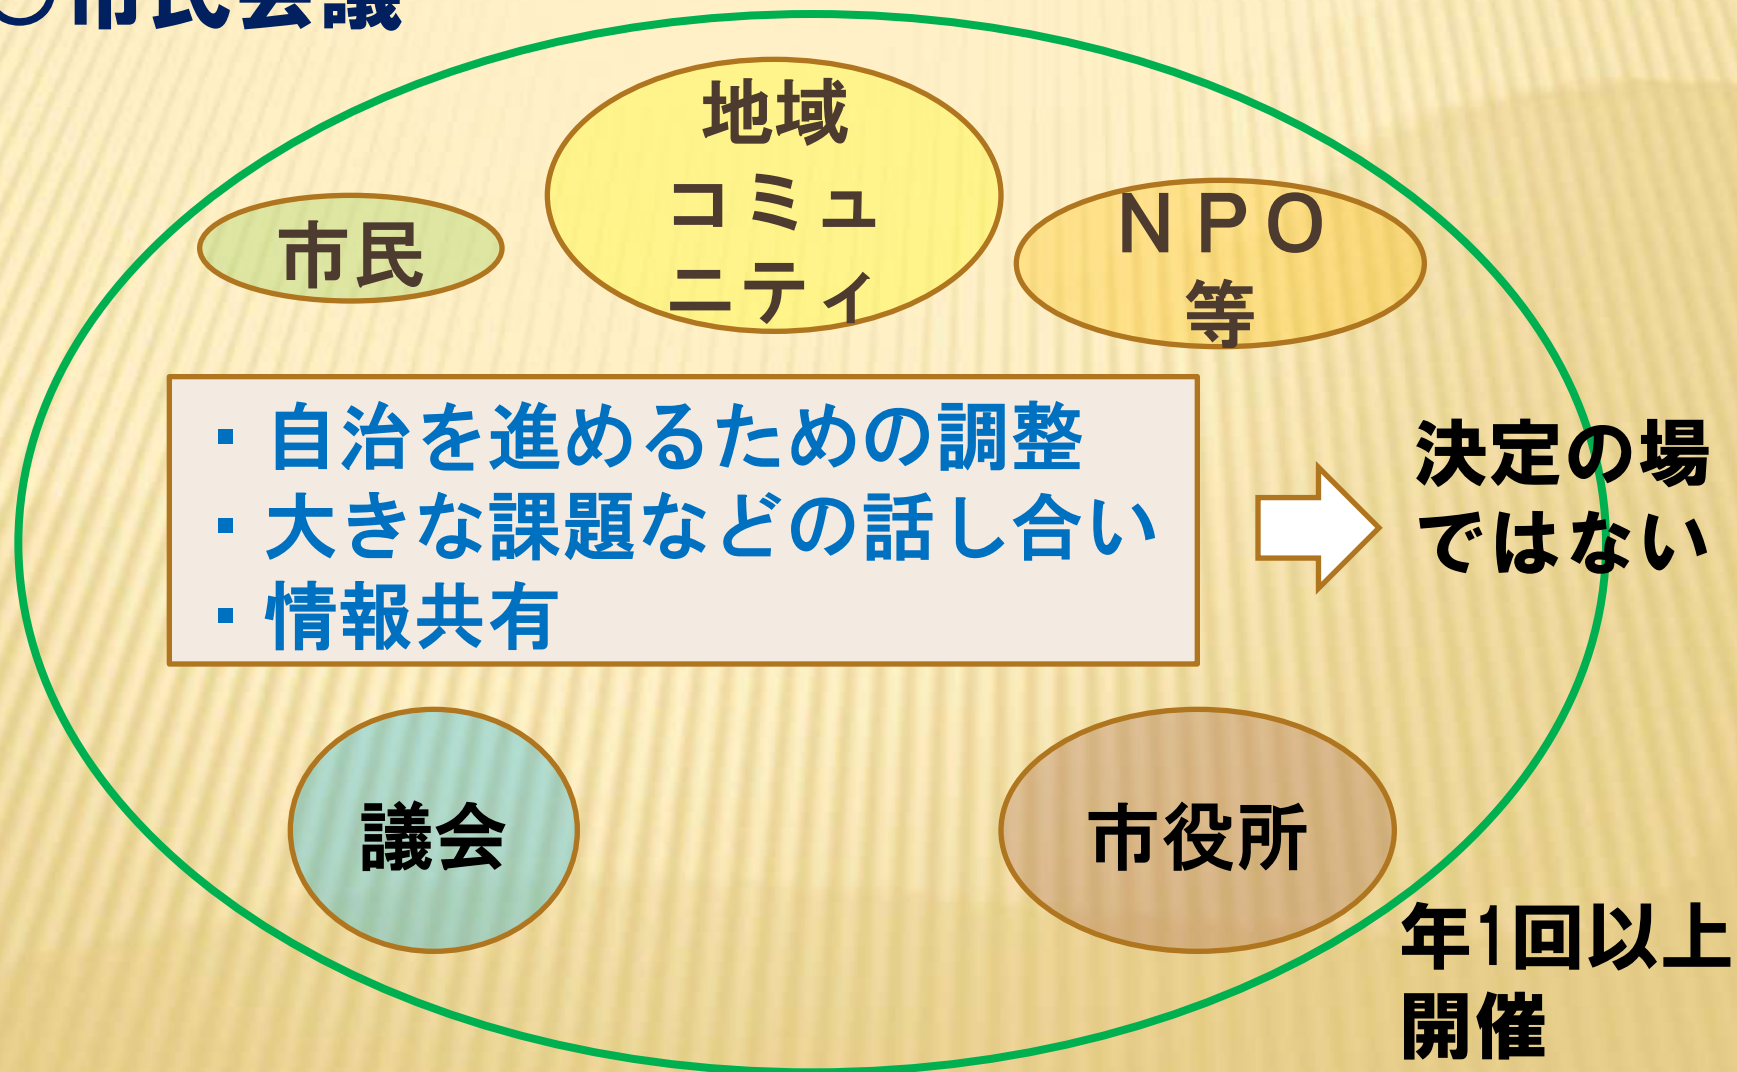 ○市民会議
地域
コミュ
ニティ
市民
ＮＰＯ
等
・自治を進めるための調整
・大きな課題などの話し合い
・情報共有
決定の場
ではない
議会
市役所
年1回以上
開催